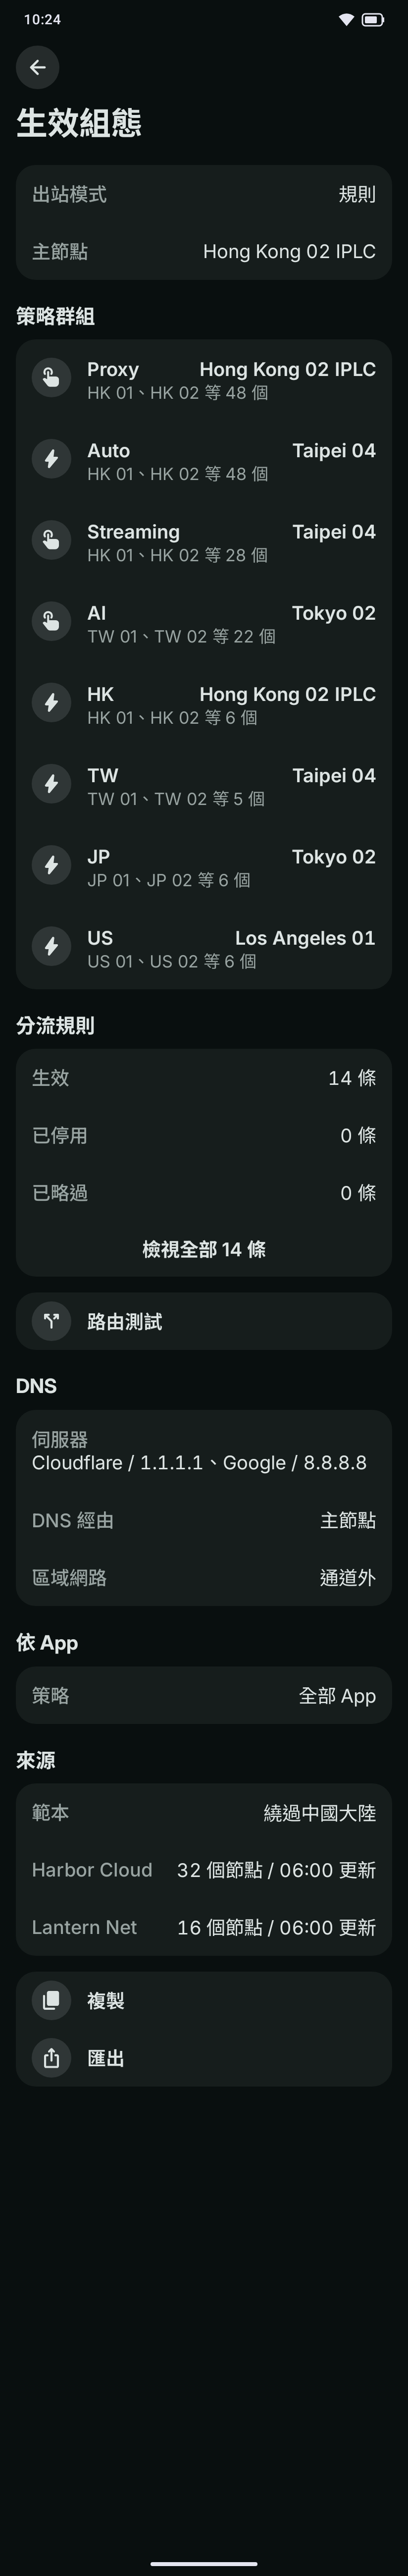 10:24
生效組態
出站模式 規則
主節點 Hong Kong 02 IPLC
策略群組
Proxy Hong Kong 02 IPLC
HK 01、HK 02 等 48 個
Auto Taipei 04
HK 01、HK 02 等 48 個
Streaming Taipei 04
HK 01、HK 02 等 28 個
AI Tokyo 02
TW 01、TW 02 等 22 個
HK Hong Kong 02 IPLC
HK 01、HK 02 等 6 個
TW Taipei 04
TW 01、TW 02 等 5 個
JP Tokyo 02
JP 01、JP 02 等 6 個
US Los Angeles 01
US 01、US 02 等 6 個
分流規則
生效 14 條
已停用 0 條
已略過 0 條
檢視全部 14 條
路由測試
DNS
伺服器
Cloudflare / 1.1.1.1、Google / 8.8.8.8
DNS 經由 主節點
區域網路 通道外
依 App
策略 全部 App
來源
範本 繞過中國大陸
Harbor Cloud 32 個節點 / 06:00 更新
Lantern Net 16 個節點 / 06:00 更新
複製
匯出